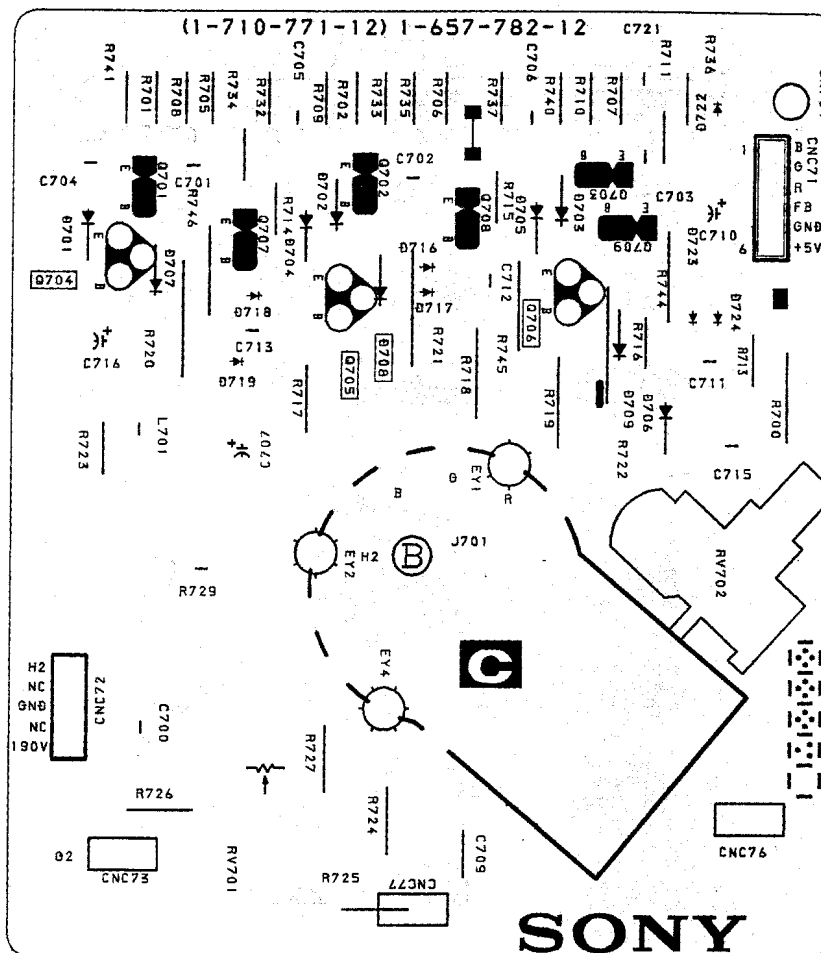 (1-710-771-12) 1-657-782-12
C721
R741
R701
R708
R705
R734
R732
C705
R709
R702
R733
R735
R706
R737
C706
R740
R710
R707
R711
R736
D722
CNC71
1
B
G
R
FB
GND
6
+5V
C704
E
B
Q701
C701
R746
E
B
Q707
R714
D704
D702
E
B
Q702
C702
E
B
Q708
R715
D705
D703
B
E
Q703
B
E
Q709
C703
C710
D723
D701
E
B
Q704
D707
D718
C713
D719
E
B
Q705
D708
D716
D717
R721
C712
E
B
Q706
R744
D724
C716
R720
R717
R718
R745
R719
R716
D709
D706
R722
C711
R713
R700
R723
L701
C707
C715
B
G
EY1
R
EY2
H2
B
J701
RV702
R729
C
EY4
H2
NC
GND
NC
190V
CNC72
C700
R727
R726
R724
G2
CNC73
RV701
R725
CNC77
C709
CNC76
SONY